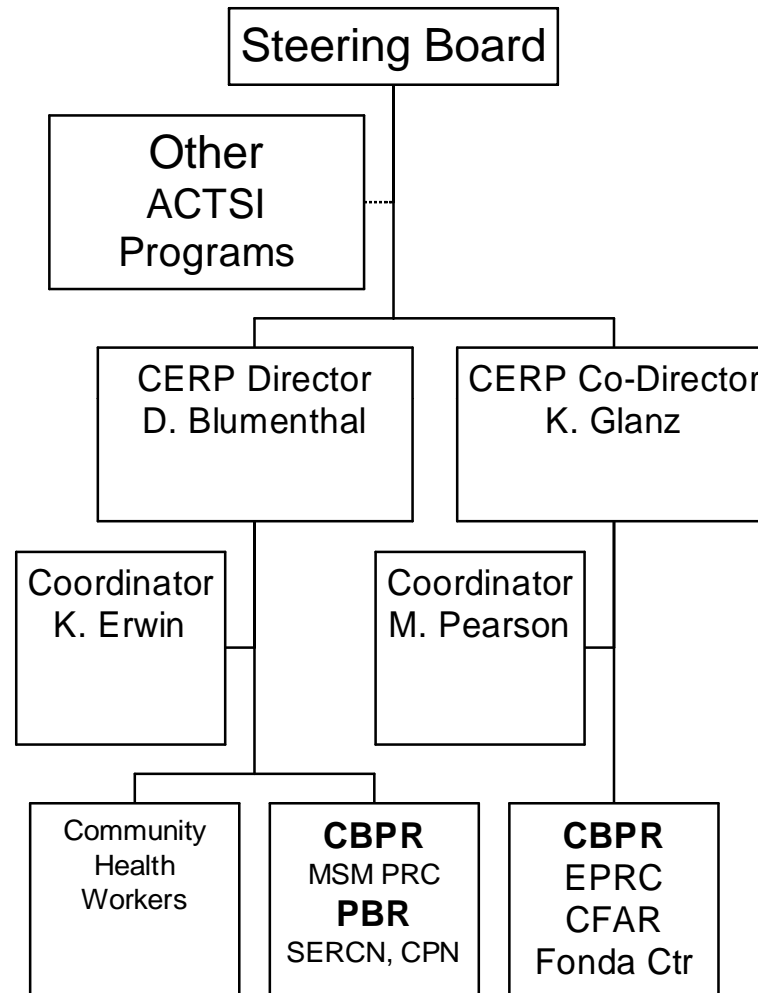 Steering Board
Other
ACTSI
Programs
CERP Director
D. Blumenthal
CERP Co-Director
K. Glanz
Coordinator
K. Erwin
Coordinator
M. Pearson
Community
Health
Workers
CBPR
MSM PRC
PBR
SERCN, CPN
CBPR
EPRC
CFAR
Fonda Ctr